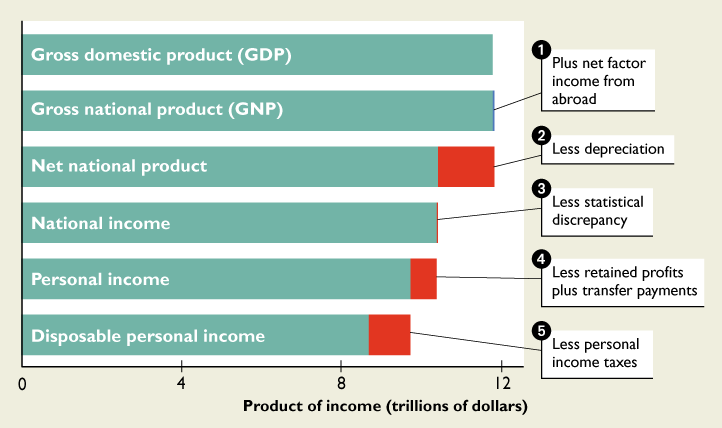 Gross domestic product (GDP)
1
Plus net factor
income from
abroad
Gross national product (GNP)
2
Less depreciation
Net national product
3
Less statistical
discrepancy
National income
4
Less retained profits
plus transfer payments
Personal income
5
Less personal
income taxes
Disposable personal income
0 4 8 12
Product of income (trillions of dollars)